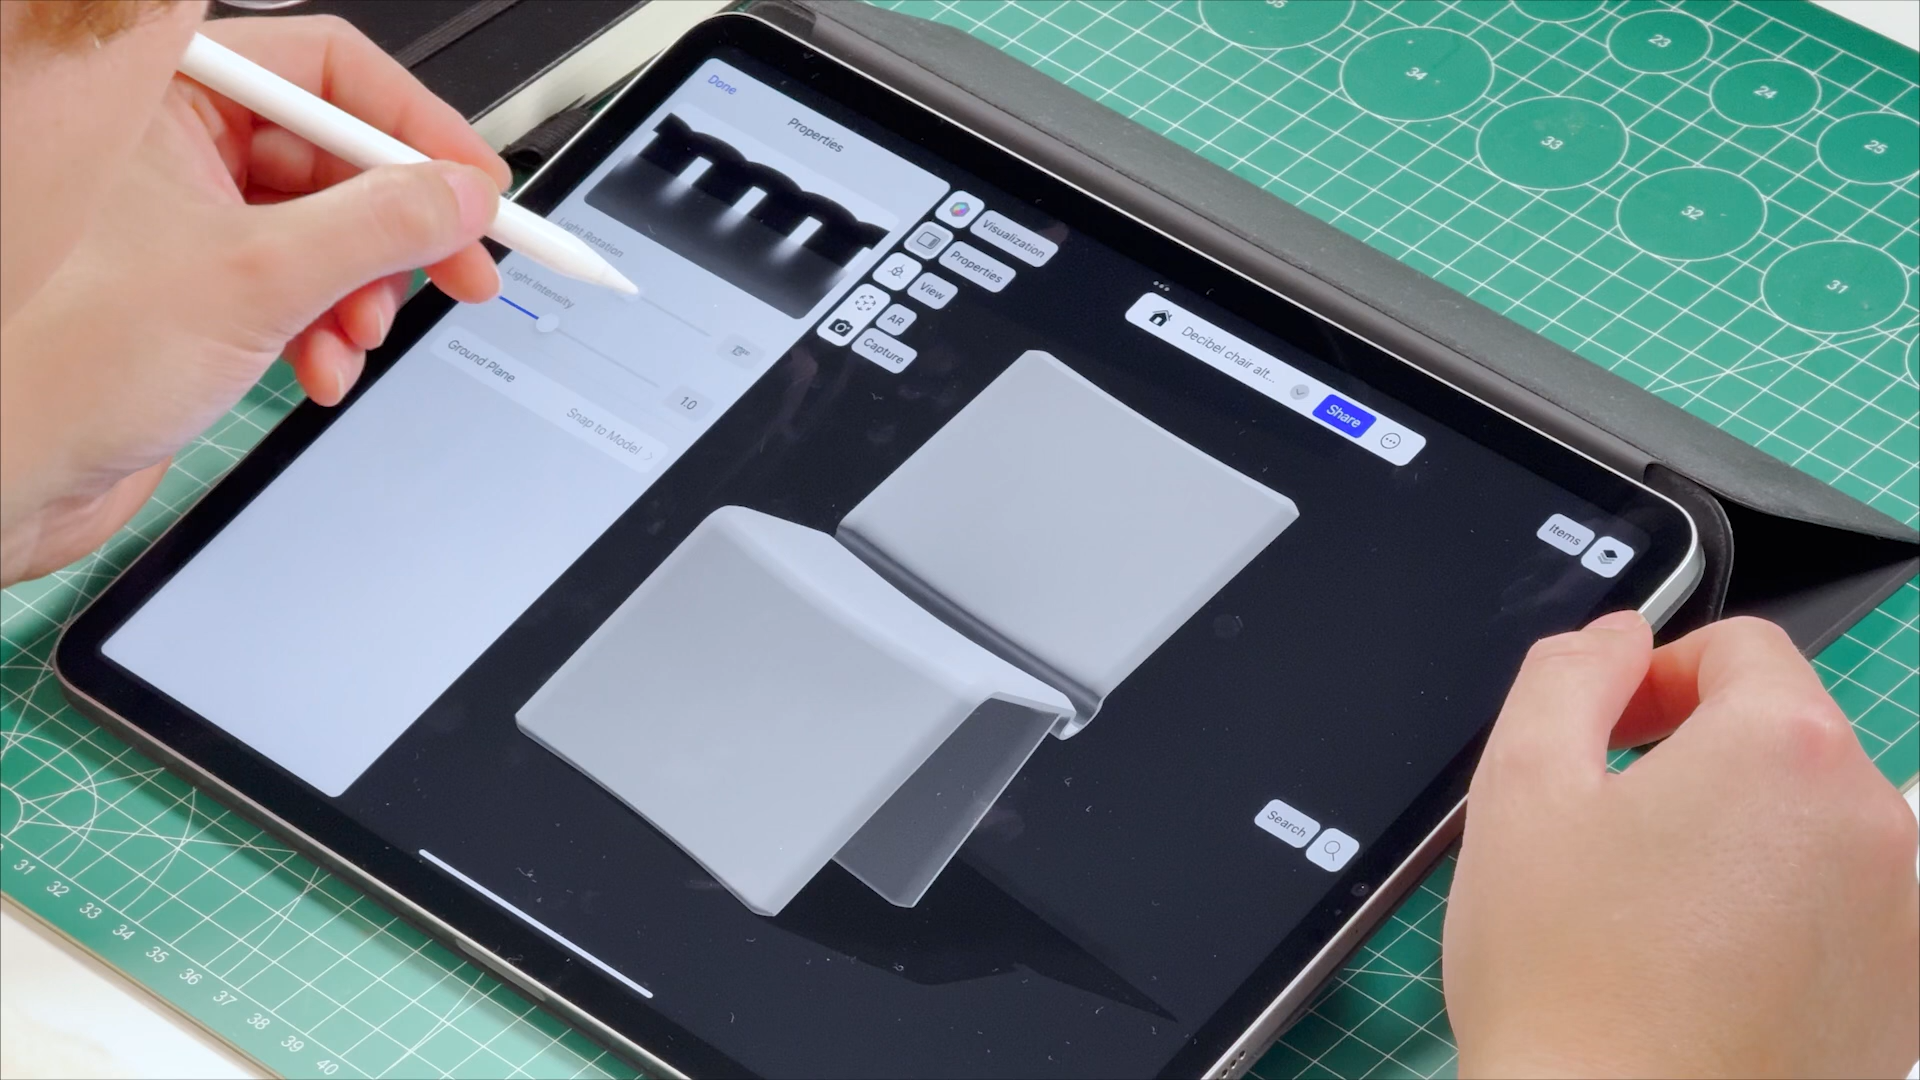 Done
Properties
Light Rotation
Light Intensity
1.0
Ground Plane
Snap to Model
Visualization
Properties
View
AR
Capture
Decibel chair alt...
Share
Items
Search
35
34
33
32
31
23
24
25
31
32
33
34
35
36
37
38
39
40